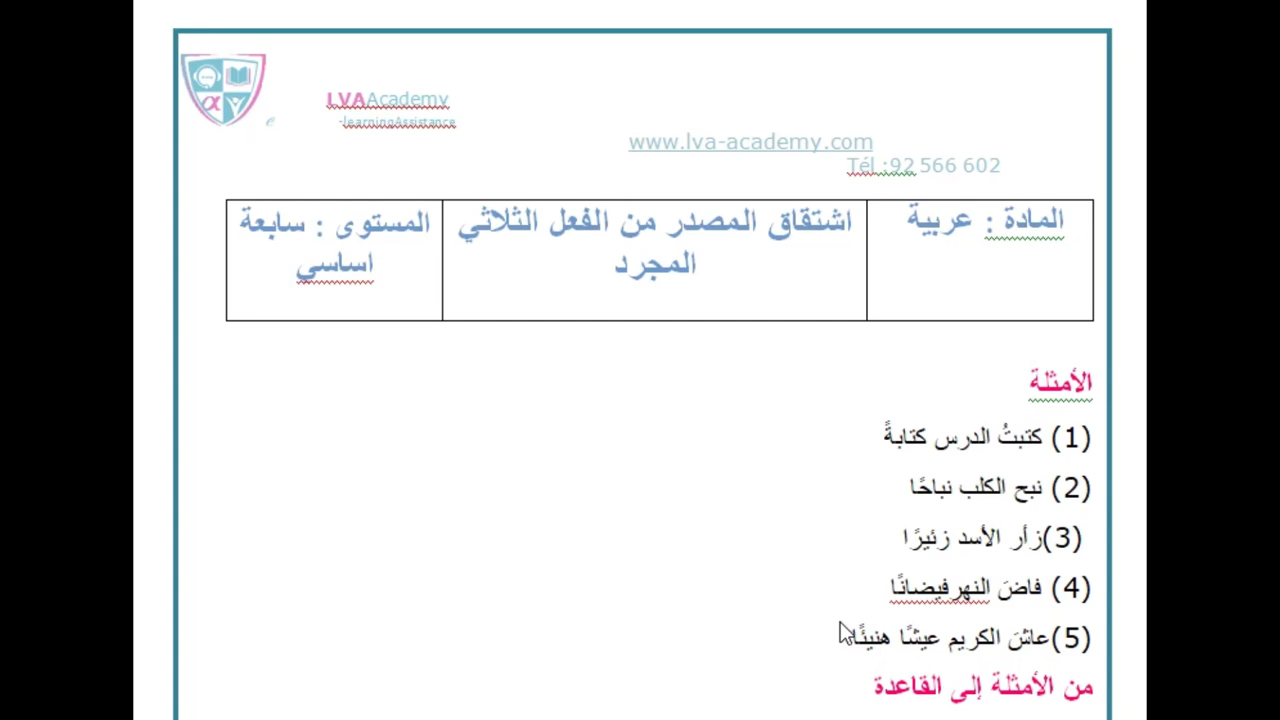 LVAAcademy
e-learningAssistance
www.lva-academy.com
Tél :92 566 602
المادة : عربية
اشتقاق المصدر من الفعل الثلاثي
المجرد
المستوى : سابعة
اساسي
الأمثلة
(1) كتبتُ الدرس كتابةً
(2) نبح الكلب نباحًا
(3)زأر الأسد زئيرًا
(4) فاضَ النهرفيضانًا
(5)عاشَ الكريم عيشًا هنيئًا
من الأمثلة إلى القاعدة